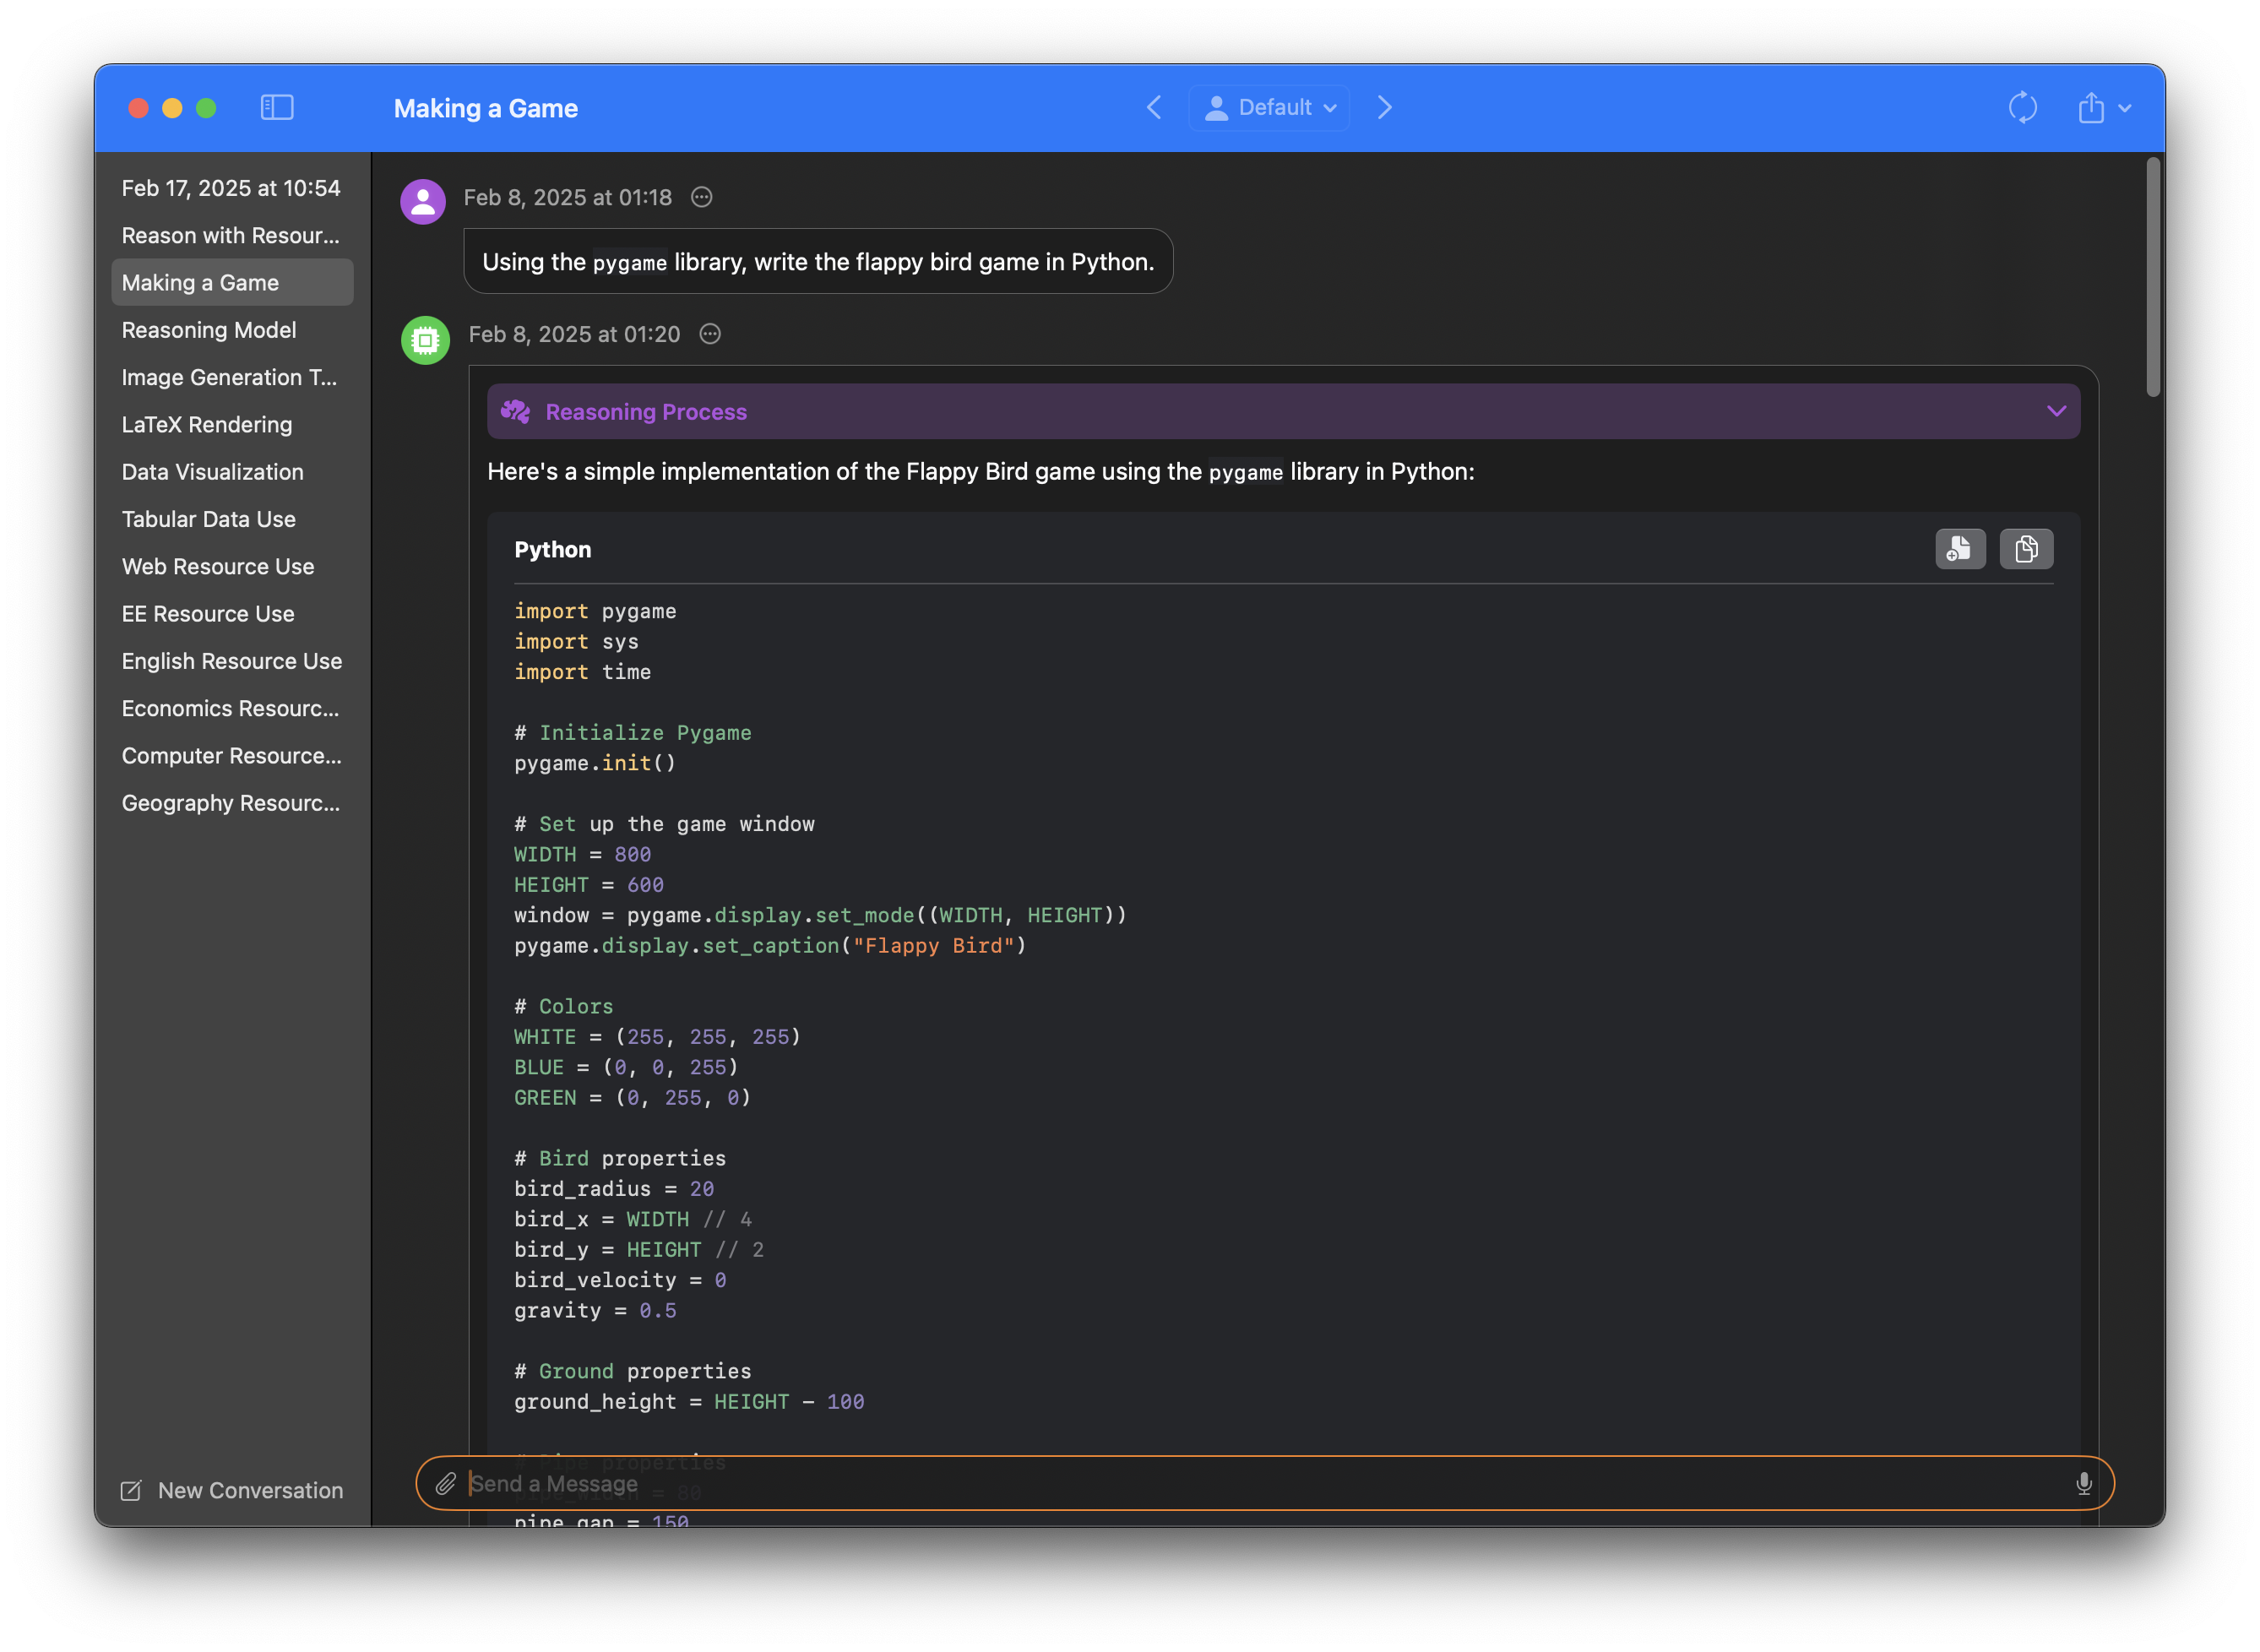 Making a Game
Default
Feb 17, 2025 at 10:54
Reason with Resour...
Making a Game
Reasoning Model
Image Generation T...
LaTeX Rendering
Data Visualization
Tabular Data Use
Web Resource Use
EE Resource Use
English Resource Use
Economics Resourc...
Computer Resource...
Geography Resourc...
New Conversation
Feb 8, 2025 at 01:18
Using the pygame library, write the flappy bird game in Python.
Feb 8, 2025 at 01:20
Reasoning Process
Here's a simple implementation of the Flappy Bird game using the pygame library in Python:
Python
import pygame
import sys
import time
# Initialize Pygame
pygame.init()
# Set up the game window
WIDTH = 800
HEIGHT = 600
window = pygame.display.set_mode((WIDTH, HEIGHT))
pygame.display.set_caption("Flappy Bird")
# Colors
WHITE = (255, 255, 255)
BLUE = (0, 0, 255)
GREEN = (0, 255, 0)
# Bird properties
bird_radius = 20
bird_x = WIDTH // 4
bird_y = HEIGHT // 2
bird_velocity = 0
gravity = 0.5
# Ground properties
ground_height = HEIGHT - 100
# Pipe properties
pipe_width = 80
pipe_gap = 150
Send a Message